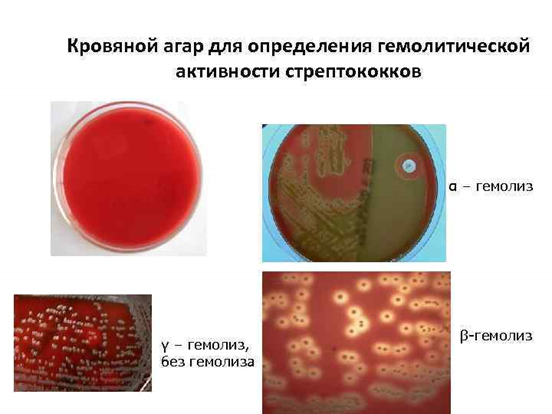 Кровяной агар для определения гемолитической
активности стрептококков
α – гемолиз
γ – гемолиз,
без гемолиза
β-гемолиз